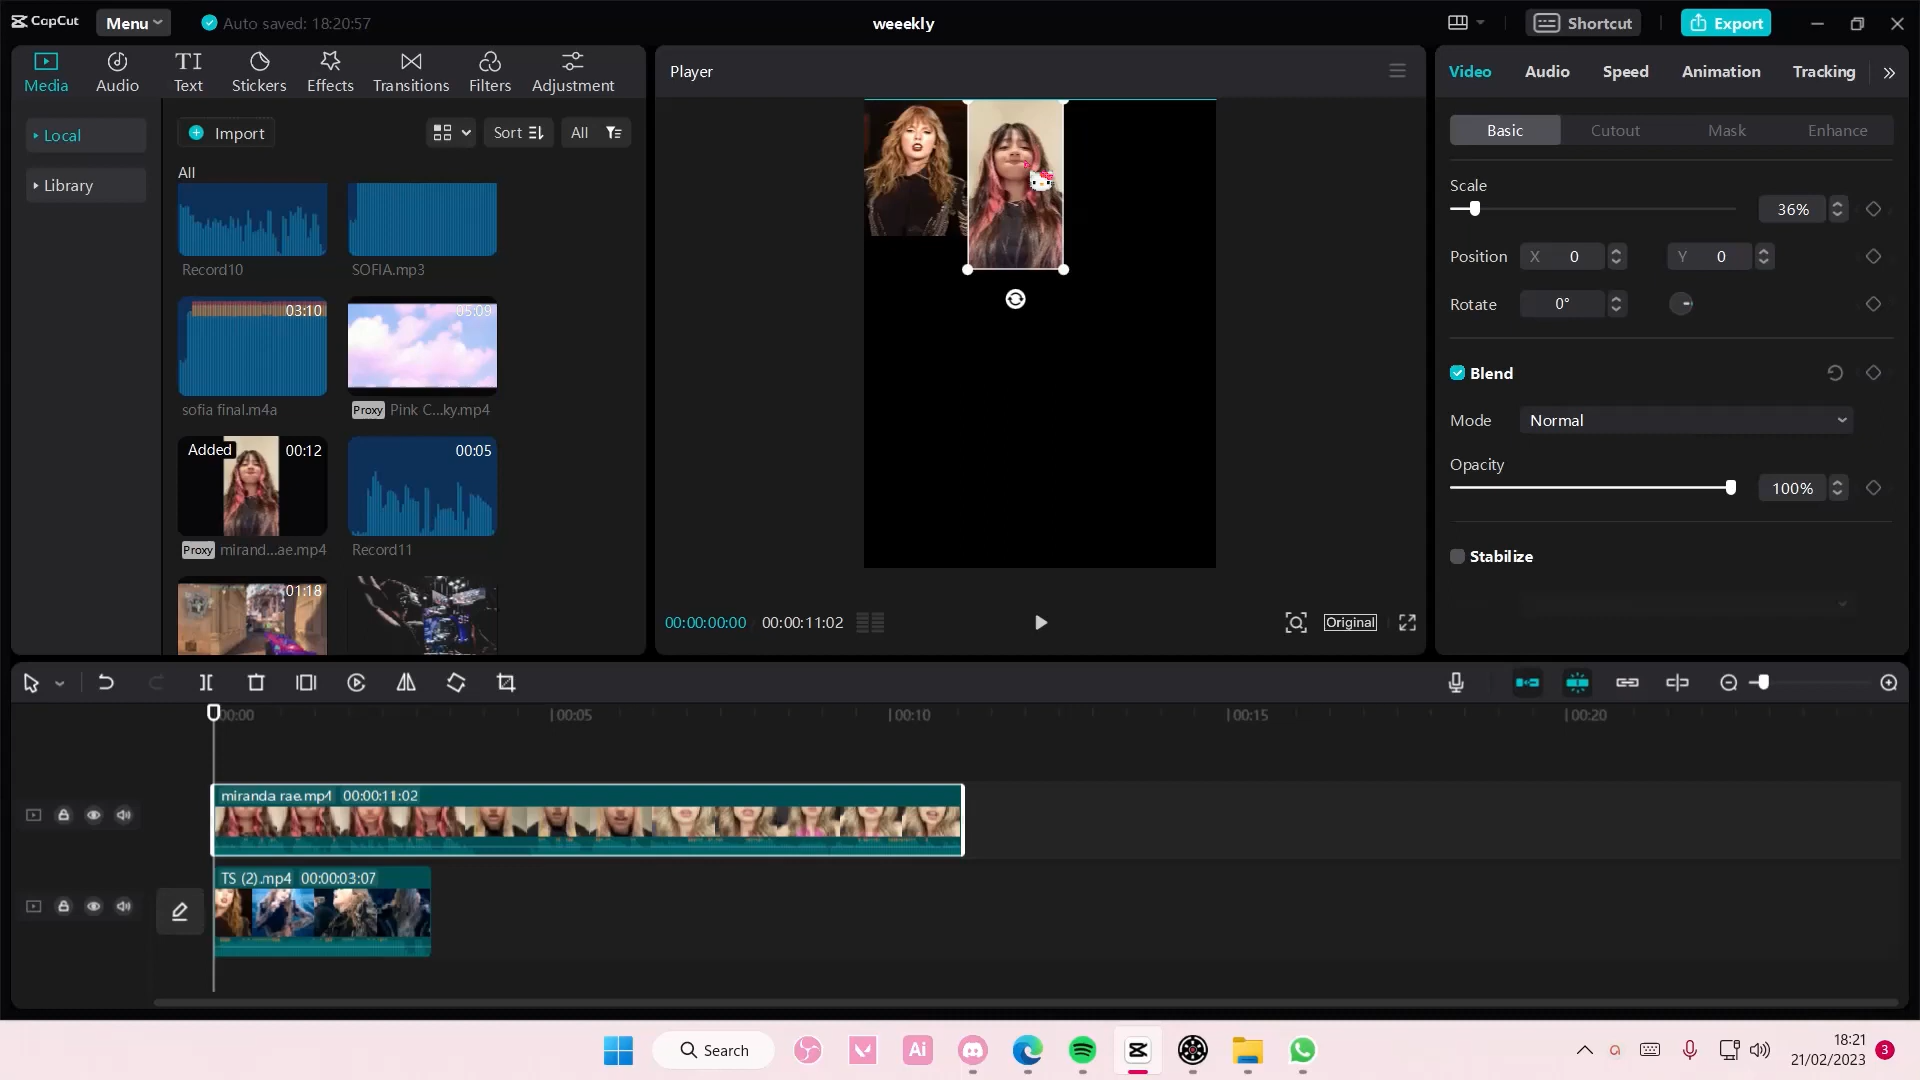 CapCut
Menu
Auto saved: 18:20:57
weeekly
Shortcut
Export
Media
Audio
Text
Stickers
Effects
Transitions
Filters
Adjustment
Local
Library
Import
Sort
All
All
Record10
SOFIA.mp3
03:10
05:09
sofia final.m4a
Proxy
Pink C...ky.mp4
Added
00:12
00:05
Proxy
mirand...ae.mp4
Record11
01:18
Player
00:00:00:00
00:00:11:02
Original
Video
Audio
Speed
Animation
Tracking
Basic
Cutout
Mask
Enhance
Scale
36%
Position
X 0
Y 0
Rotate
0°
Blend
Mode
Normal
Opacity
100%
Stabilize
00:00
00:05
00:10
00:15
00:20
miranda rae.mp4 00:00:11:02
TS (2).mp4 00:00:03:07
Search
Ai
18:21
21/02/2023
3